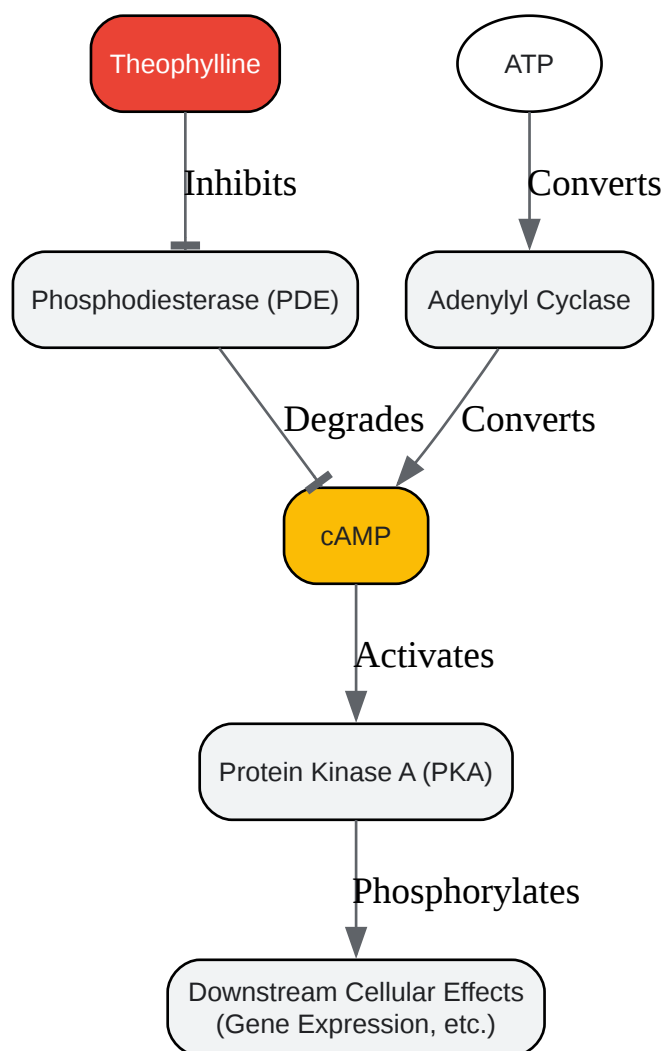 Theophylline
ATP
Inhibits
Converts
Phosphodiesterase (PDE)
Adenylyl Cyclase
Degrades
Converts
cAMP
Activates
Protein Kinase A (PKA)
Phosphorylates
Downstream Cellular Effects
(Gene Expression, etc.)